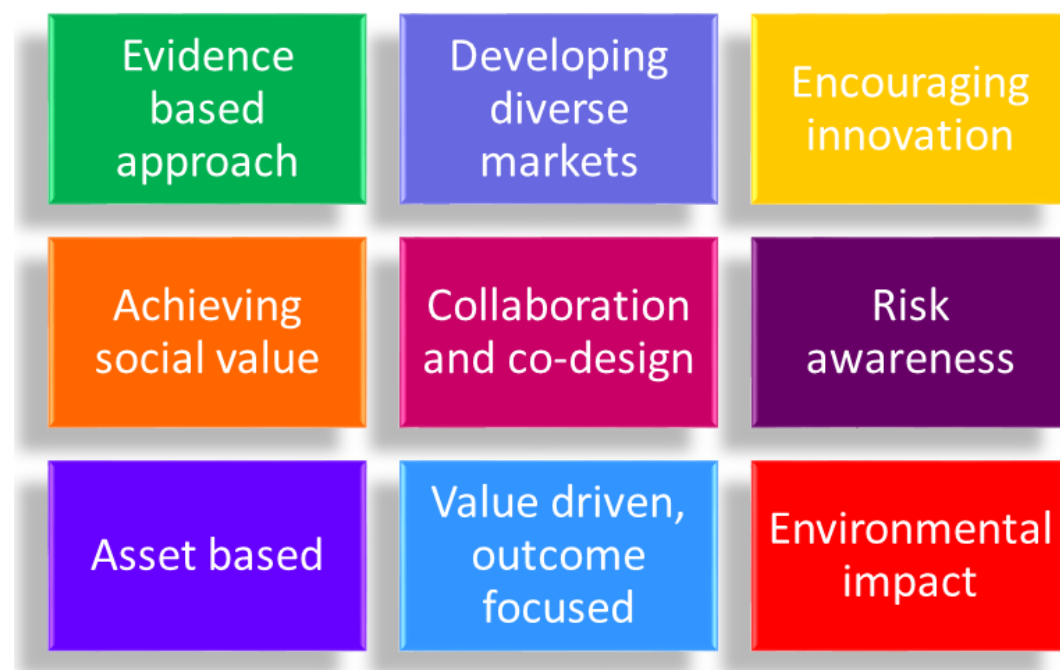 Evidence
based
approach
Developing
diverse
markets
Encouraging
innovation
Achieving
social value
Collaboration
and co-design
Risk
awareness
Asset based
Value driven,
outcome
focused
Environmental
impact